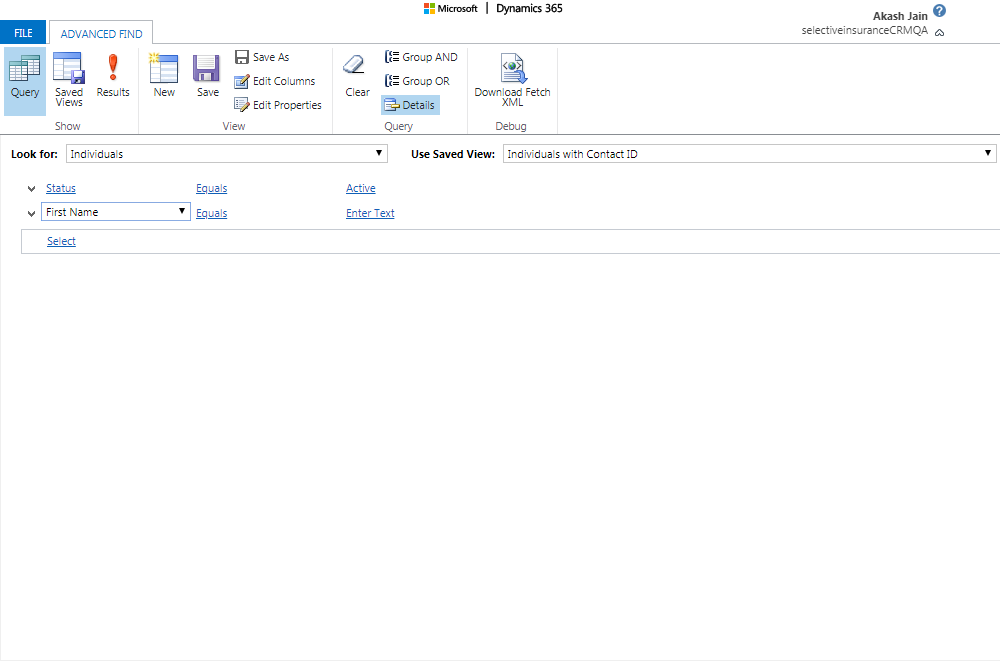 Microsoft | Dynamics 365
Akash Jain
selectiveinsuranceCRMQA
FILE
ADVANCED FIND
Query
Saved Views
Results
New
Save
Save As
Edit Columns
Edit Properties
Clear
Group AND
Group OR
Details
Download Fetch XML
Show
View
Query
Debug
Look for: Individuals
Use Saved View: Individuals with Contact ID
Status Equals Active
First Name Equals Enter Text
Select